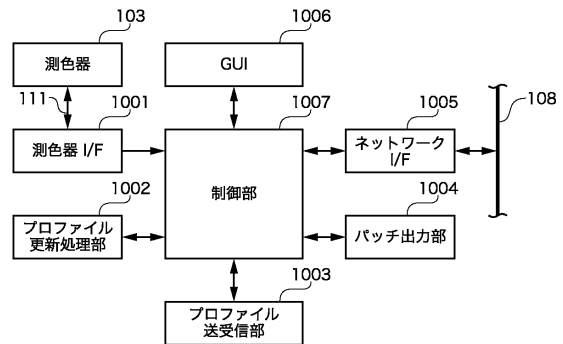 103
測色器
1006
GUI
111
1001
測色器 I/F
1007
制御部
1005
ネットワーク
I/F
108
1002
プロファイル
更新処理部
1004
パッチ出力部
1003
プロファイル
送受信部